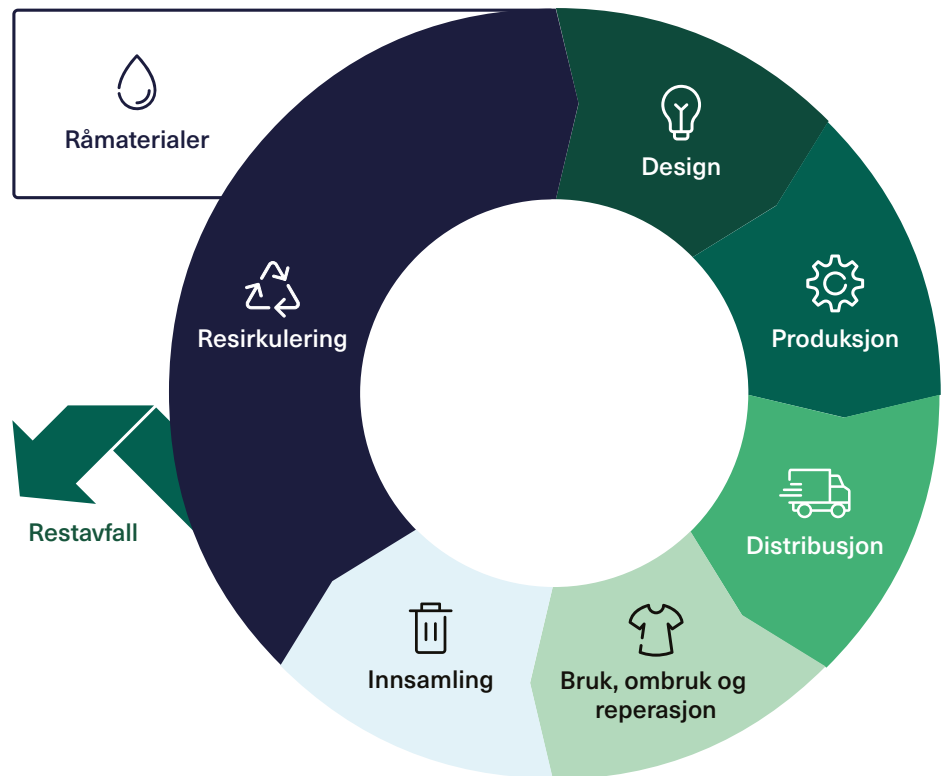 Råmaterialer
Design
Produksjon
Distribusjon
Bruk, ombruk og
reperasjon
Innsamling
Resirkulering
Restavfall